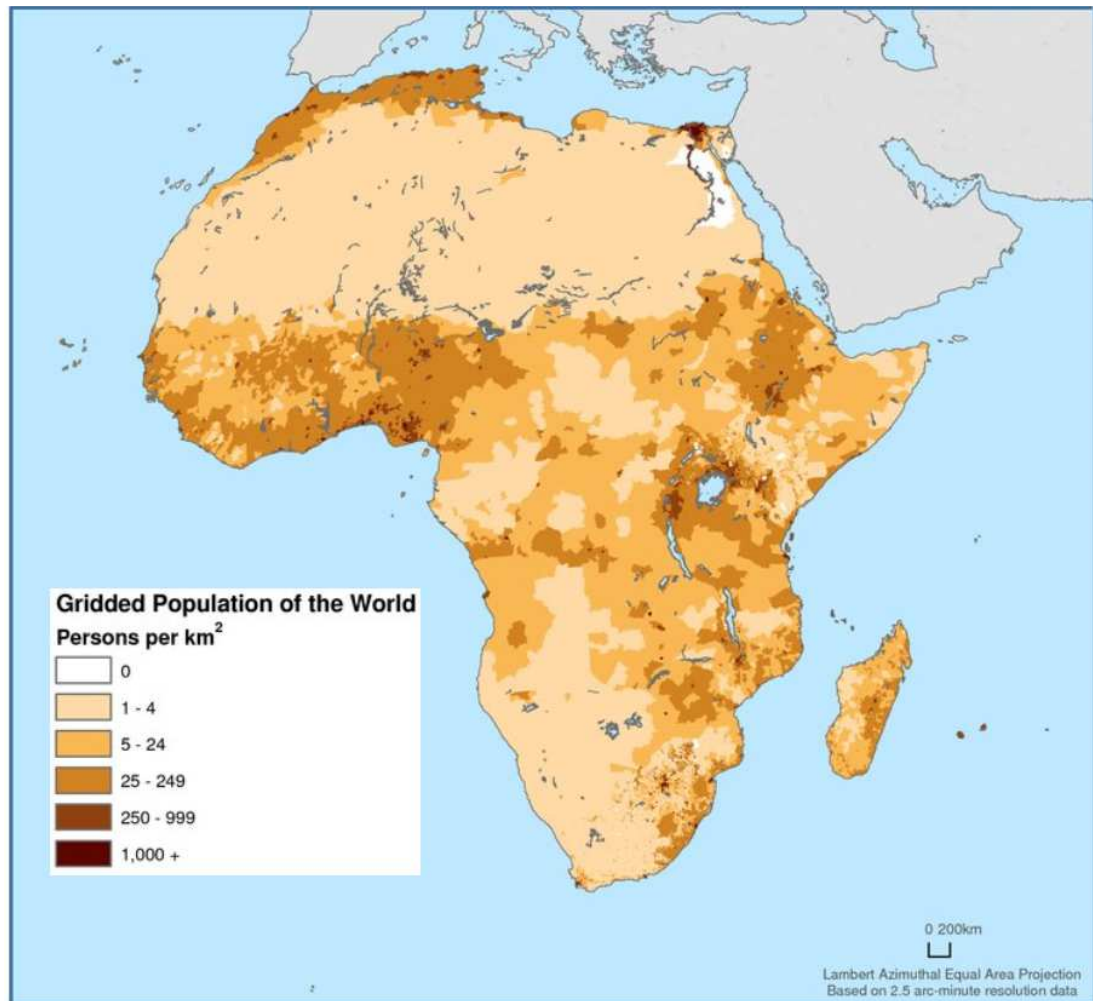 Gridded Population of the World
Persons per km²
0
1 - 4
5 - 24
25 - 249
250 - 999
1,000 +
0 200km
Lambert Azimuthal Equal Area Projection
Based on 2.5 arc-minute resolution data